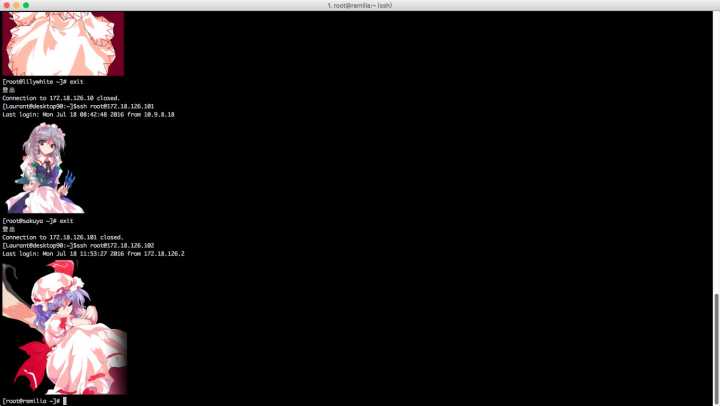 1. root@remilia:~ (ssh)
[root@lilywhite ~]# exit
登出
Connection to 172.18.126.10 closed.
[Laurant@desktop90:~]$ssh root@172.18.126.101
Last login: Mon Jul 18 08:42:48 2016 from 10.9.8.18
[root@sakuya ~]# exit
登出
Connection to 172.18.126.101 closed.
[Laurant@desktop90:~]$ssh root@172.18.126.102
Last login: Mon Jul 18 11:53:27 2016 from 172.18.126.2
[root@remilia ~]#